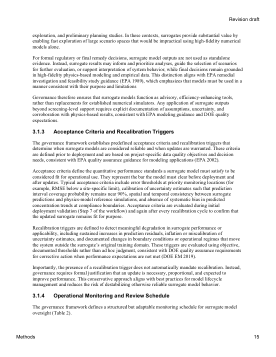 Revision draft
exploration, and preliminary planning studies. In these contexts, surrogates provide substantial value by
enabling fast exploration of large scenario spaces that would be impractical using high-fidelity numerical
models alone.
For formal regulatory or final remedy decisions, surrogate model outputs are not used as standalone
evidence. Instead, surrogate results may inform and prioritize analyses, guide the selection of scenarios
for further evaluation, or support interpretation of system behavior, while final decisions remain grounded
in high-fidelity physics-based modeling and empirical data. This distinction aligns with EPA remedial
investigation and feasibility study guidance (EPA 1988), which emphasizes that models must be used in a
manner consistent with their purpose and limitations.
Governance therefore ensures that surrogate models function as advisory, efficiency-enhancing tools,
rather than replacements for established numerical simulators. Any application of surrogate outputs
beyond screening-level support requires explicit documentation of assumptions, uncertainty, and
corroboration with physics-based results, consistent with EPA modeling guidance and DOE quality
expectations.
3.1.3 Acceptance Criteria and Recalibration Triggers
The governance framework establishes predefined acceptance criteria and recalibration triggers that
determine when surrogate models are considered reliable and when updates are warranted. These criteria
are defined prior to deployment and are based on project-specific data quality objectives and decision
needs, consistent with EPA quality assurance guidance for modeling applications (EPA 2002).
Acceptance criteria define the quantitative performance standards a surrogate model must satisfy to be
considered fit for operational use. They represent the bar the model must clear before deployment and
after updates. Typical acceptance criteria include error thresholds at priority monitoring locations (for
example, RMSE below a site-specific limit), calibration of uncertainty estimates such that prediction
interval coverage probability remains near 90%, spatial and temporal consistency between surrogate
predictions and physics-model reference simulations, and absence of systematic bias in predicted
concentration trends at compliance boundaries. Acceptance criteria are evaluated during initial
deployment validation (Step 7 of the workflow) and again after every recalibration cycle to confirm that
the updated surrogate remains fit for purpose.
Recalibration triggers are defined to detect meaningful degradation in surrogate performance or
applicability, including sustained increases in prediction residuals, inflation or miscalibration of
uncertainty estimates, and documented changes in boundary conditions or operational regimes that move
the system outside the surrogate's original training domain. These triggers are evaluated using objective,
documented thresholds rather than ad hoc judgment, consistent with DOE quality assurance requirements
for corrective action when performance expectations are not met (DOE EM 2019).
Importantly, the presence of a recalibration trigger does not automatically mandate recalibration. Instead,
governance requires formal justification that an update is necessary, proportional, and expected to
improve performance. This conservative approach aligns with best practices for model lifecycle
management and reduces the risk of destabilizing otherwise reliable surrogate model behavior.
3.1.4 Operational Monitoring and Review Schedule
The governance framework defines a structured but adaptable monitoring schedule for surrogate model
oversight (Table 2).
Methods
15